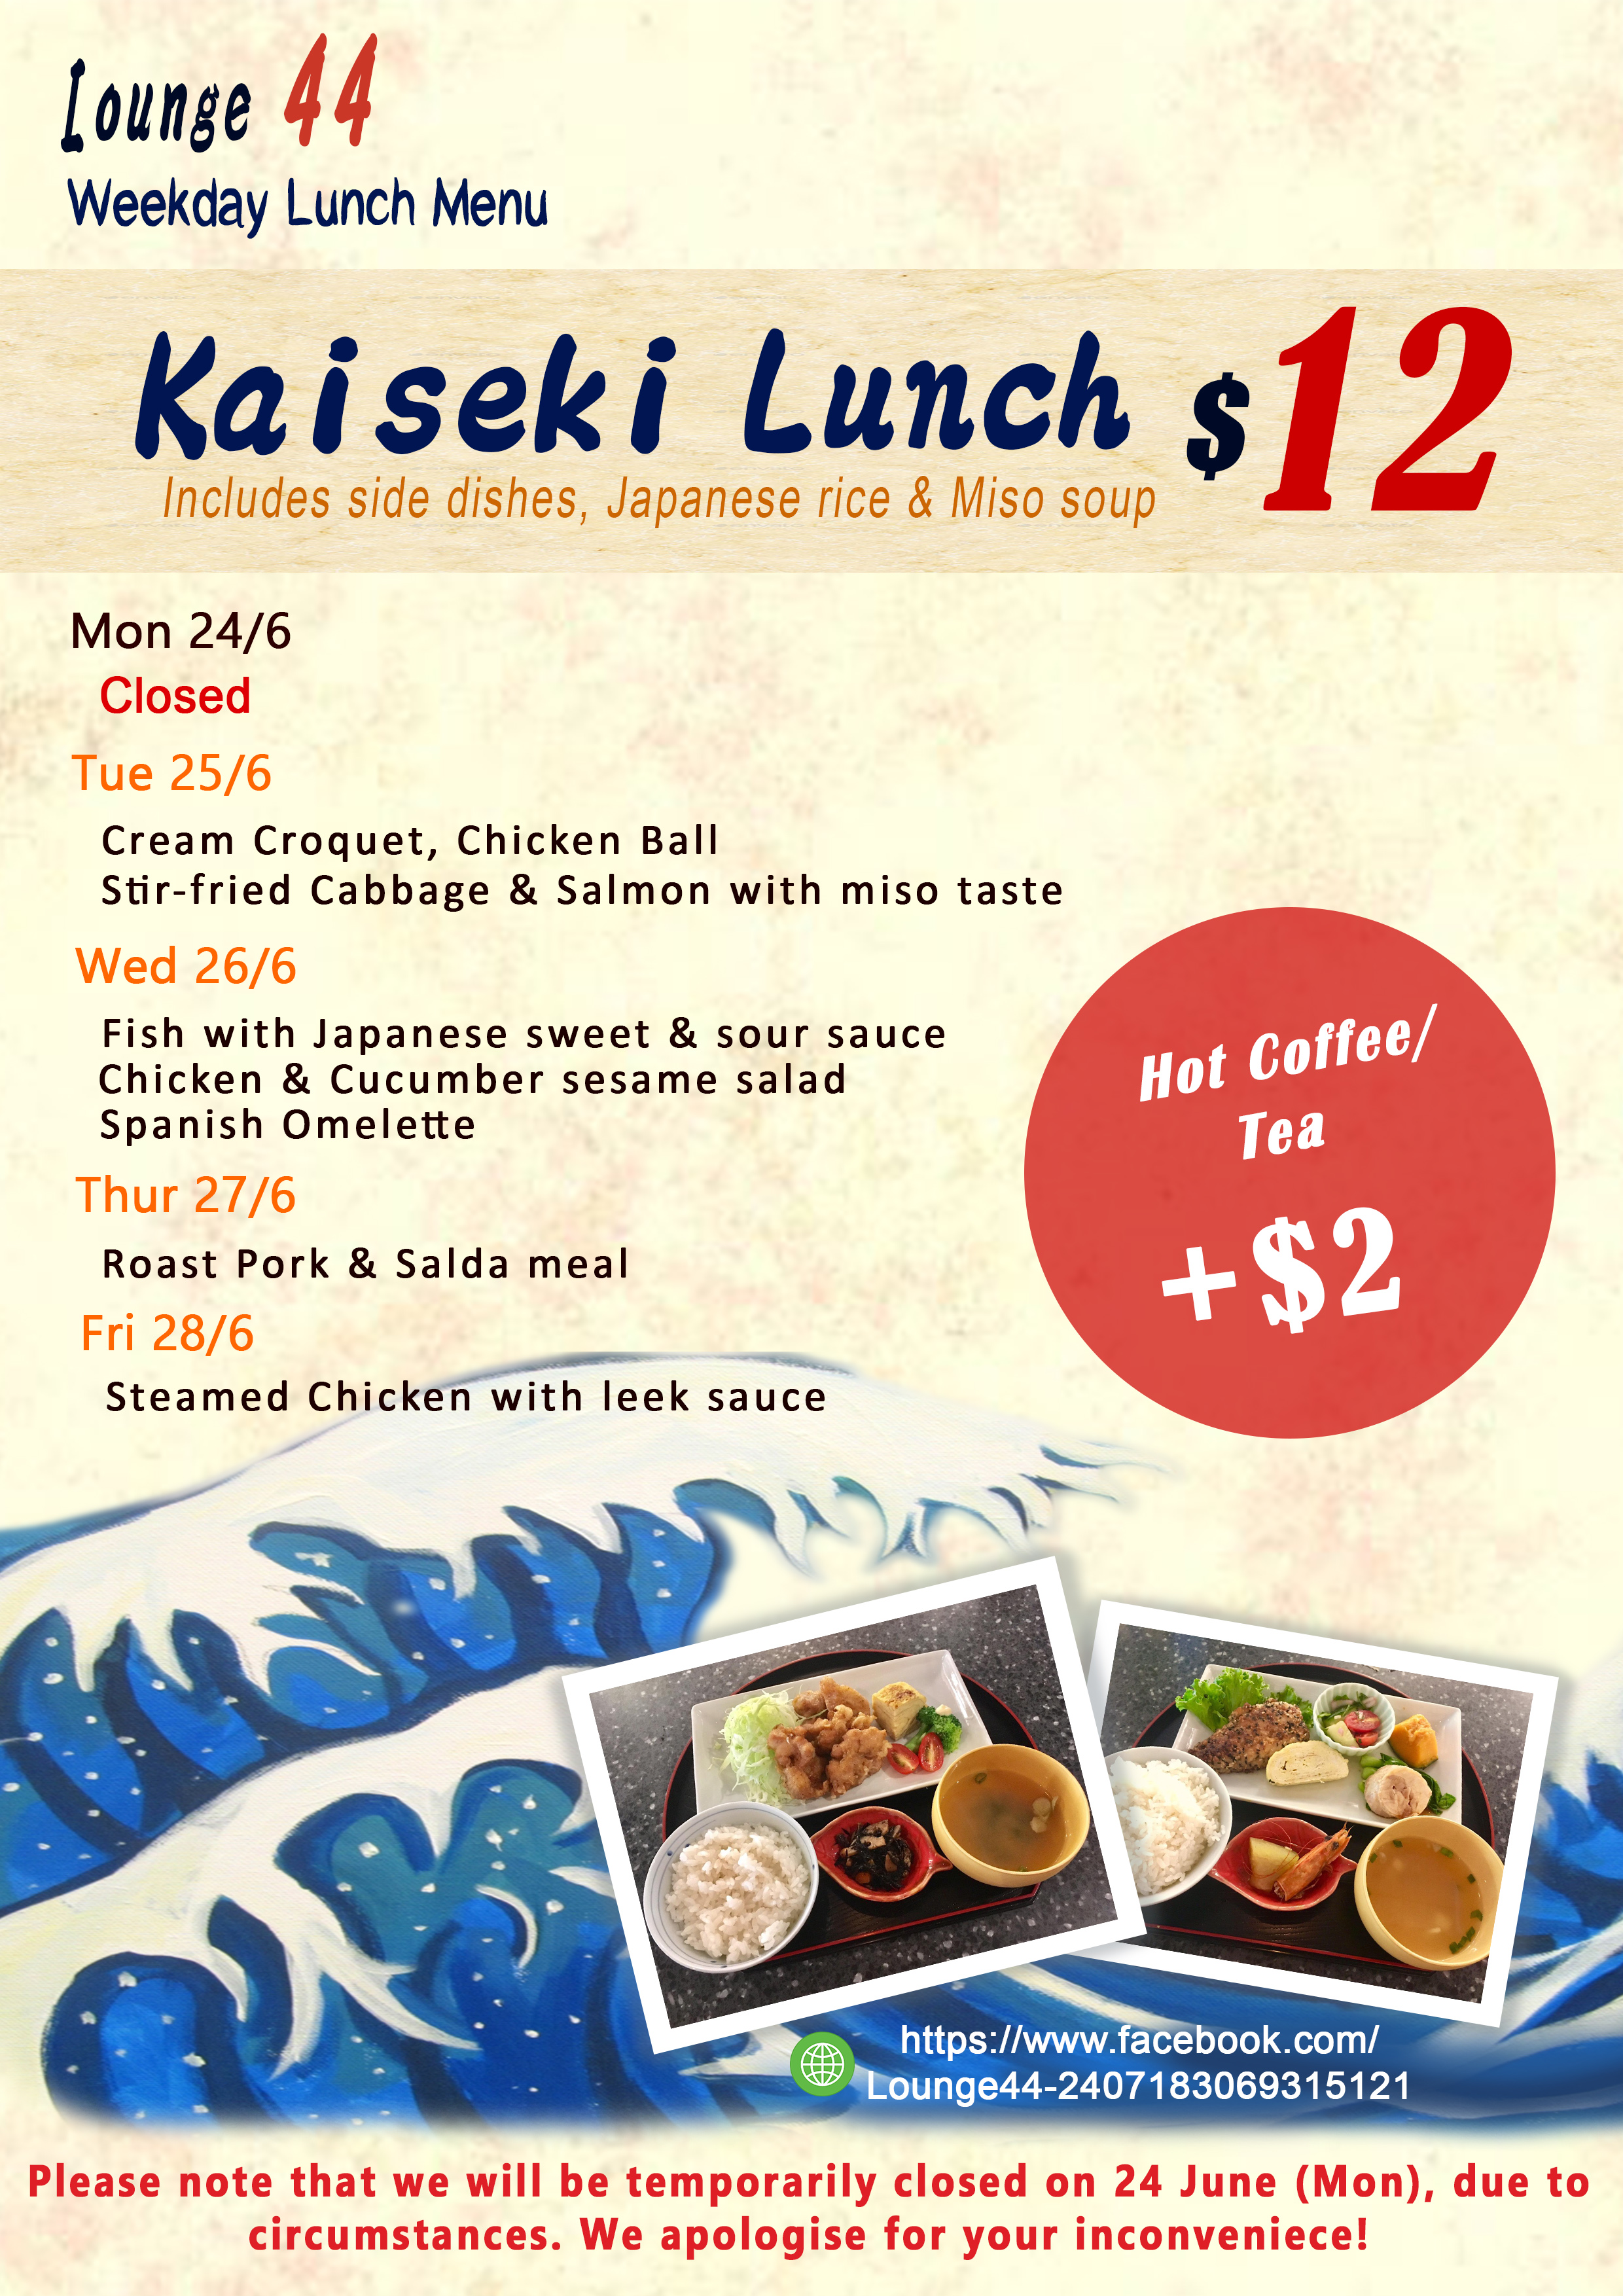 Lounge 44
Weekday Lunch Menu
Kaiseki Lunch $12
Includes side dishes, Japanese rice & Miso soup
Mon 24/6
Closed
Tue 25/6
Cream Croquet, Chicken Ball
Stir-fried Cabbage & Salmon with miso taste
Wed 26/6
Fish with Japanese sweet & sour sauce
Chicken & Cucumber sesame salad
Spanish Omelette
Thur 27/6
Roast Pork & Salda meal
Fri 28/6
Steamed Chicken with leek sauce
Hot Coffee/
Tea
+$2
https://www.facebook.com/
Lounge44-2407183069315121
Please note that we will be temporarily closed on 24 June (Mon), due to
circumstances. We apologise for your inconveniece!